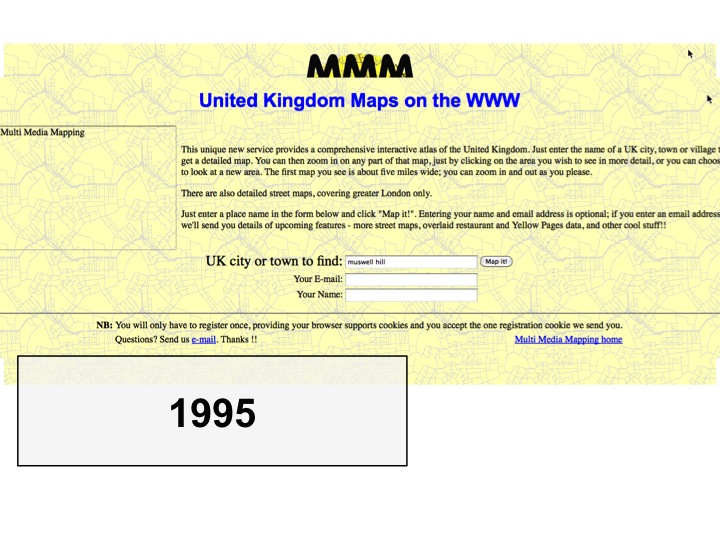 MMM
United Kingdom Maps on the WWW
Multi Media Mapping
This unique new service provides a comprehensive interactive atlas of the United Kingdom. Just enter the name of a UK city, town or village t
get a detailed map. You can then zoom in on any part of that map, just by clicking on the area you wish to see in more detail, or you can choos
to look at a new area. The first map you see is about five miles wide; you can zoom in and out as you please.
There are also detailed street maps, covering greater London only.
Just enter a place name in the form below and click "Map it!". Entering your name and email address is optional; if you enter an email address
we'll send you details of upcoming features - more street maps, overlaid restaurant and Yellow Pages data, and other cool stuff!!
UK city or town to find: muswell hill Map it!
Your E-mail:
Your Name:
NB: You will only have to register once, providing your browser supports cookies and you accept the one registration cookie we send you.
Questions? Send us e-mail. Thanks !! Multi Media Mapping home
1995